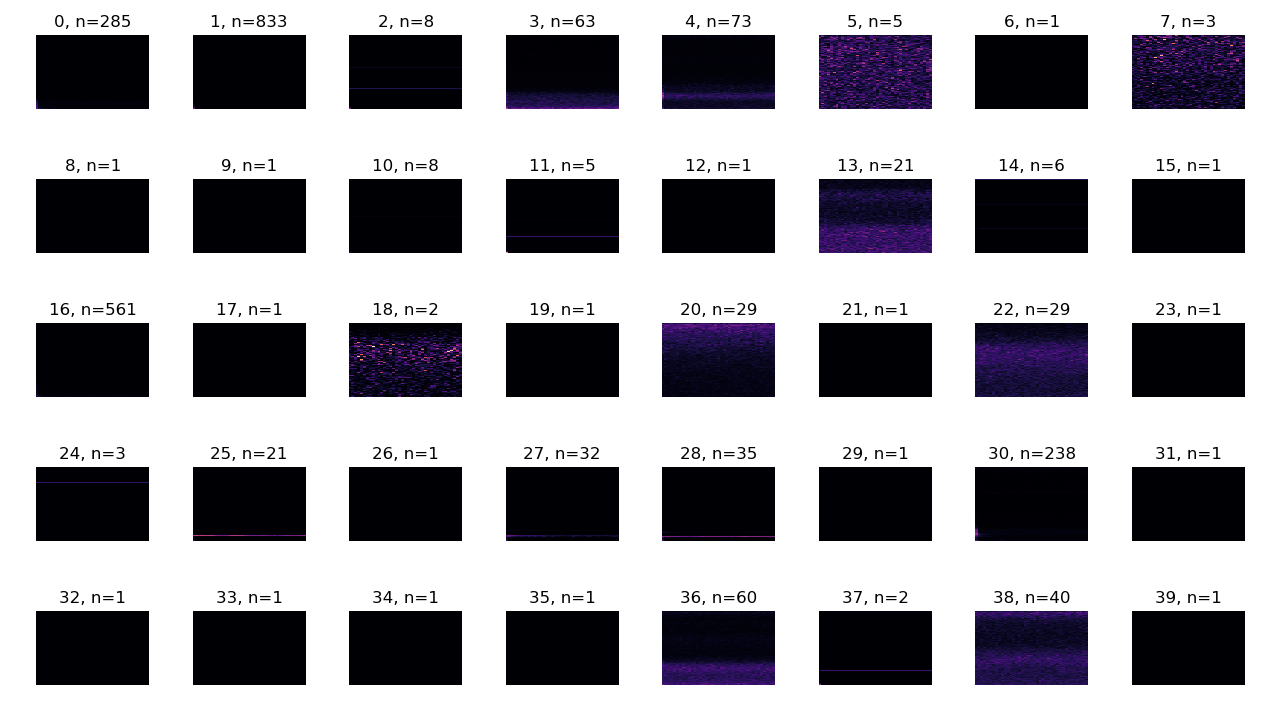 0, n=285
1, n=833
2, n=8
3, n=63
4, n=73
5, n=5
6, n=1
7, n=3
8, n=1
9, n=1
10, n=8
11, n=5
12, n=1
13, n=21
14, n=6
15, n=1
16, n=561
17, n=1
18, n=2
19, n=1
20, n=29
21, n=1
22, n=29
23, n=1
24, n=3
25, n=21
26, n=1
27, n=32
28, n=35
29, n=1
30, n=238
31, n=1
32, n=1
33, n=1
34, n=1
35, n=1
36, n=60
37, n=2
38, n=40
39, n=1